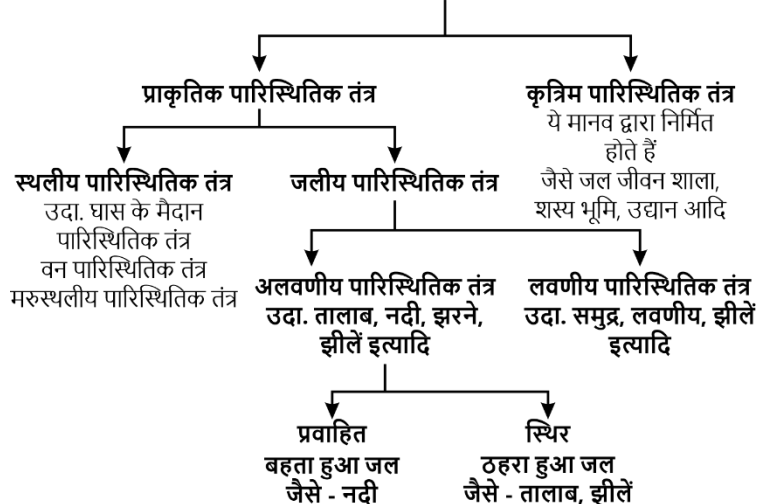 प्राकृतिक पारिस्थितिक तंत्र
कृत्रिम पारिस्थितिक तंत्र
ये मानव द्वारा निर्मित
होते हैं
जैसे जल जीवन शाला,
शस्य भूमि, उद्यान आदि
स्थलीय पारिस्थितिक तंत्र
उदा. घास के मैदान
पारिस्थितिक तंत्र
वन पारिस्थितिक तंत्र
मरुस्थलीय पारिस्थितिक तंत्र
जलीय पारिस्थितिक तंत्र
अलवणीय पारिस्थितिक तंत्र
उदा. तालाब, नदी, झरने,
झीलें इत्यादि
लवणीय पारिस्थितिक तंत्र
उदा. समुद्र, लवणीय, झीलें
इत्यादि
प्रवाहित
बहता हुआ जल
जैसे - नदी
स्थिर
ठहरा हुआ जल
जैसे - तालाब, झीलें